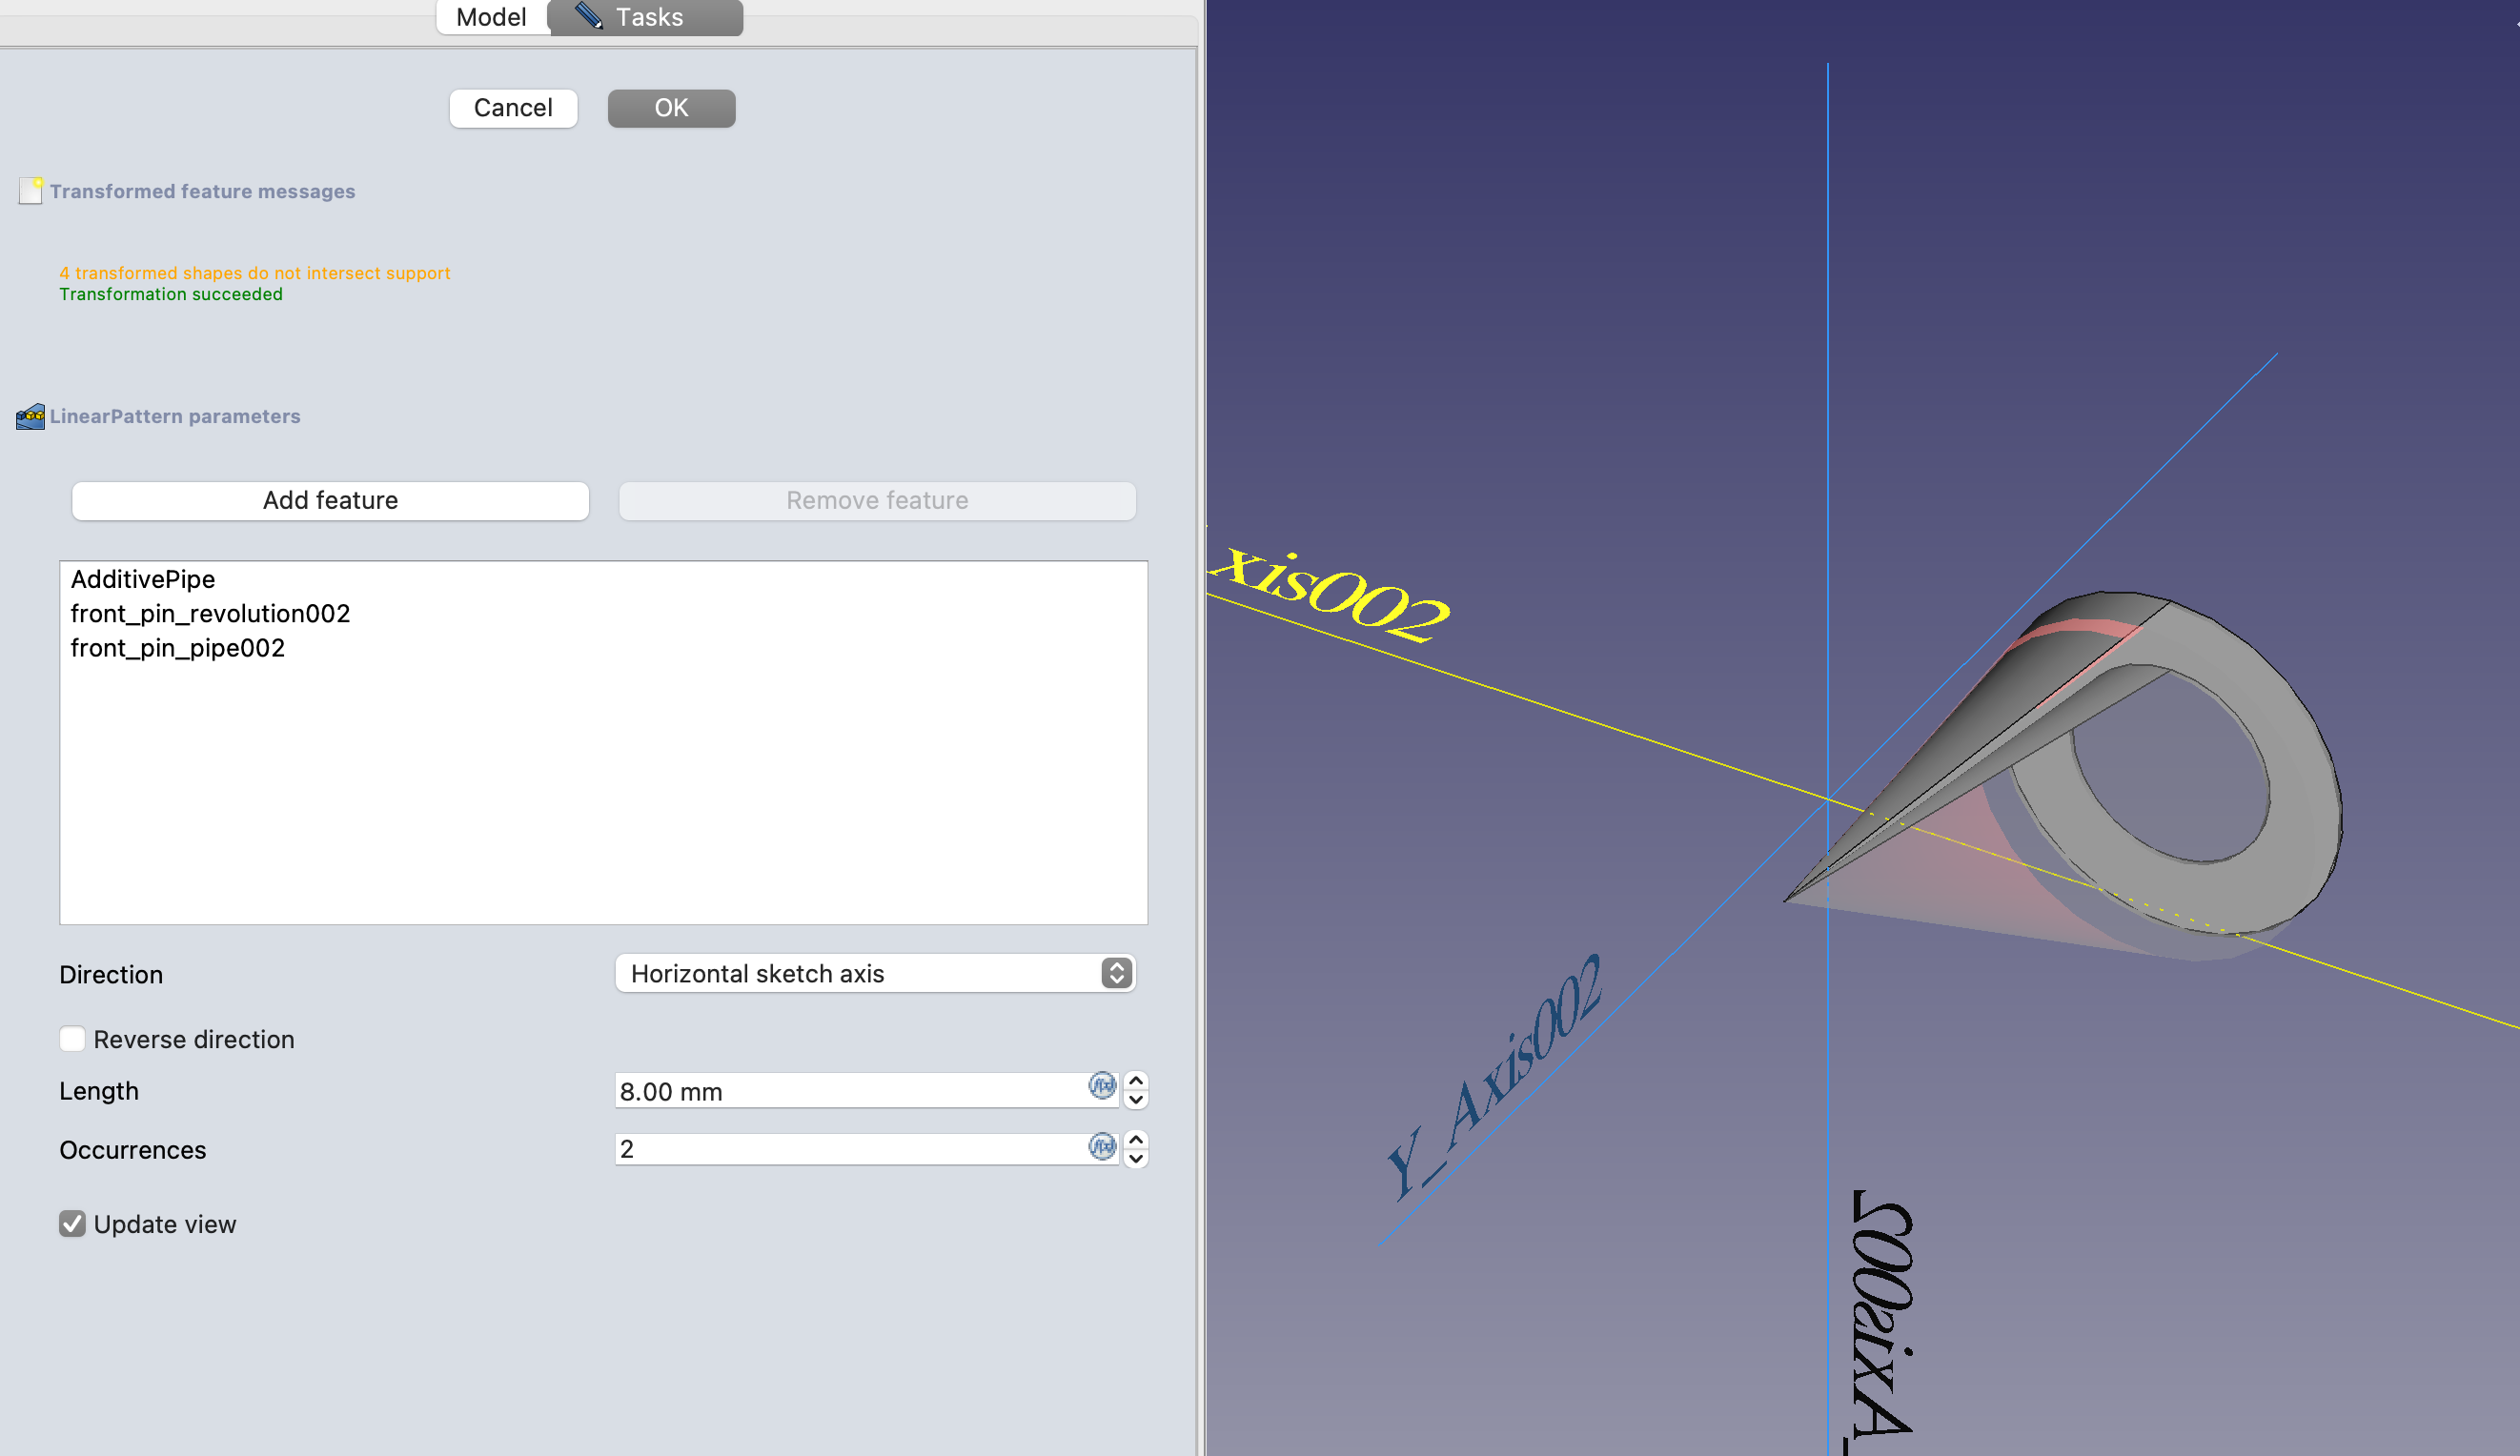 Model
Tasks
Cancel
OK
Transformed feature messages
4 transformed shapes do not intersect support
Transformation succeeded
LinearPattern parameters
Add feature
Remove feature
AdditivePipe
front_pin_revolution002
front_pin_pipe002
Direction
Horizontal sketch axis
Reverse direction
Length
8.00 mm
Occurrences
2
Update view
xis002
Y_Axis002
_Axis002